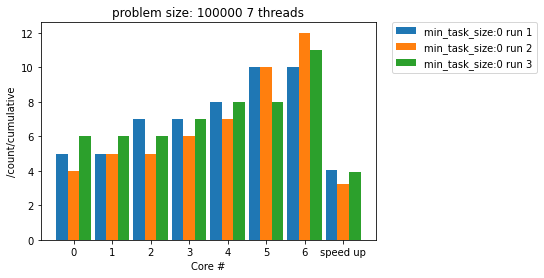 problem size: 100000 7 threads
min_task_size:0 run 1
min_task_size:0 run 2
min_task_size:0 run 3
/count/cumulative
12
10
8
6
4
2
0
0 1 2 3 4 5 6 speed up
Core #